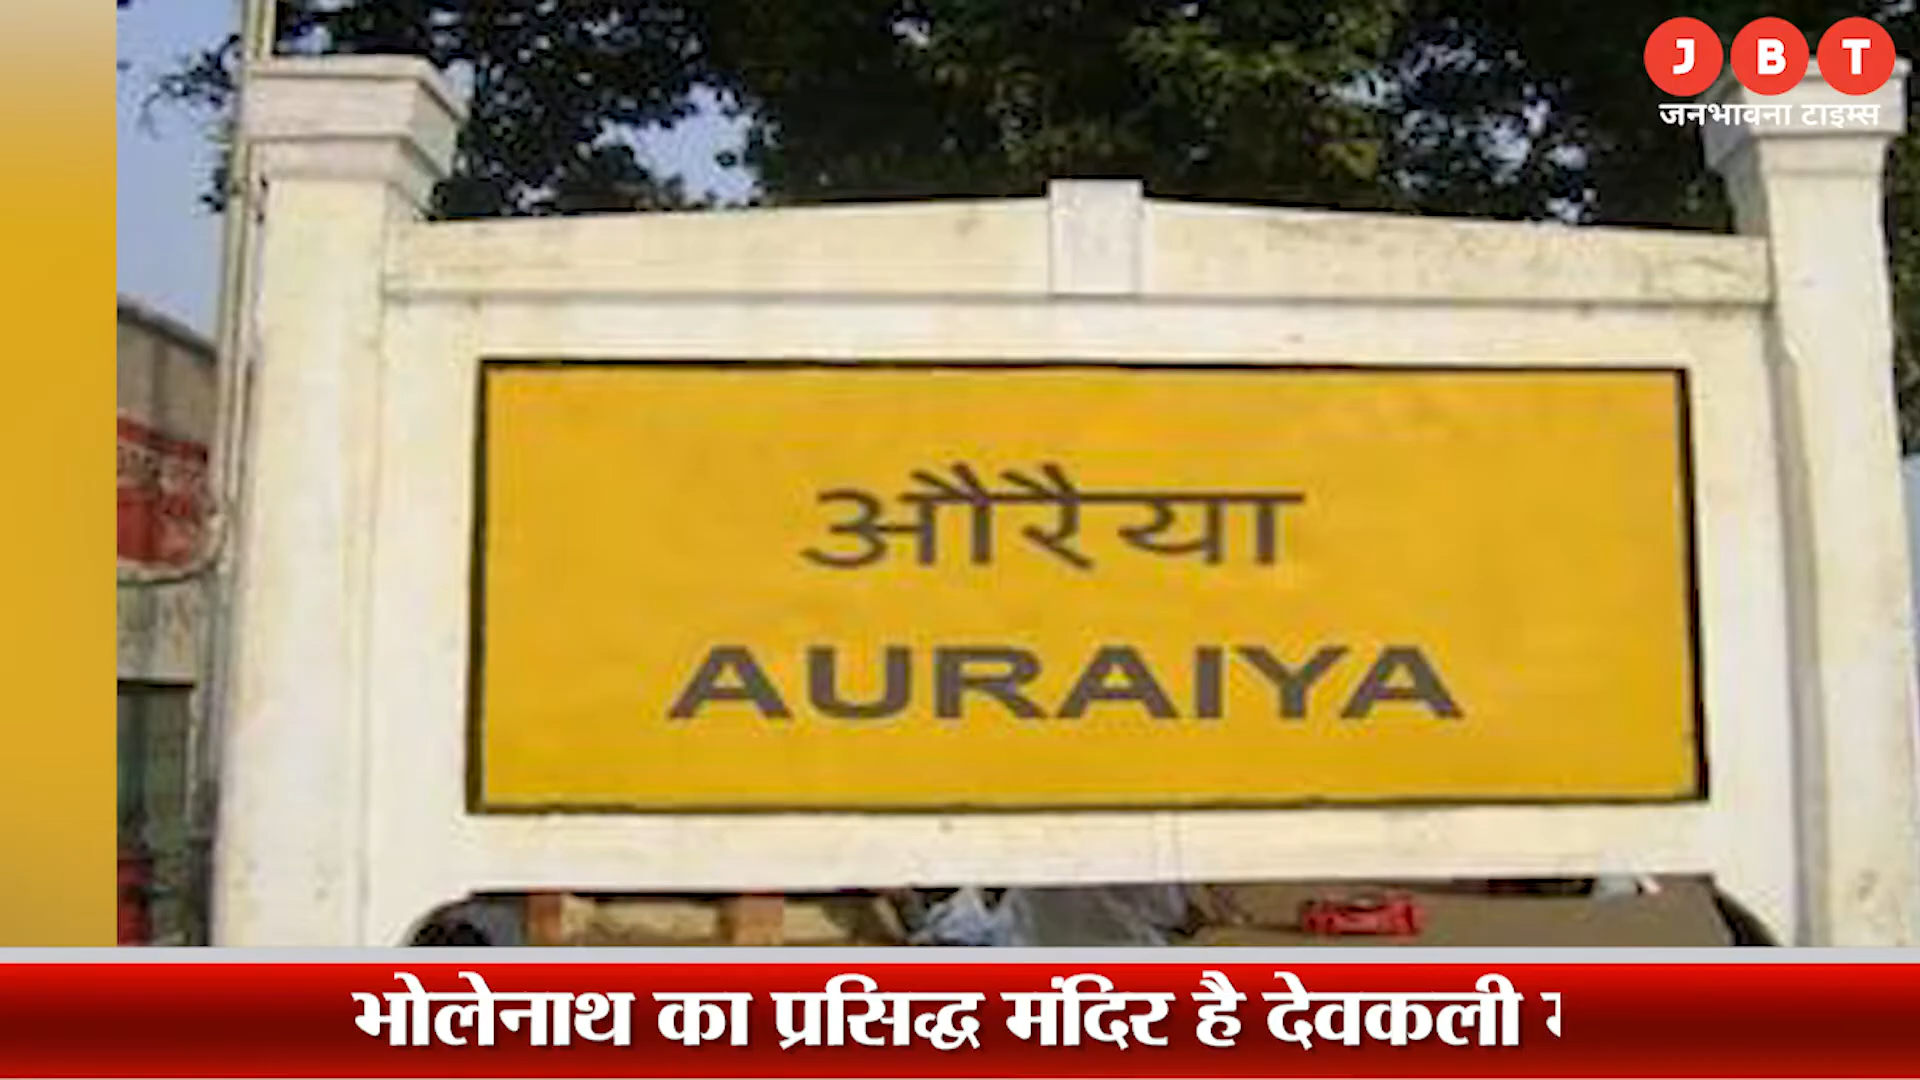 J B T
जनभावना टाइम्स
औरैया
AURAIYA
भोलेनाथ का प्रसिद्ध मंदिर है देवकली